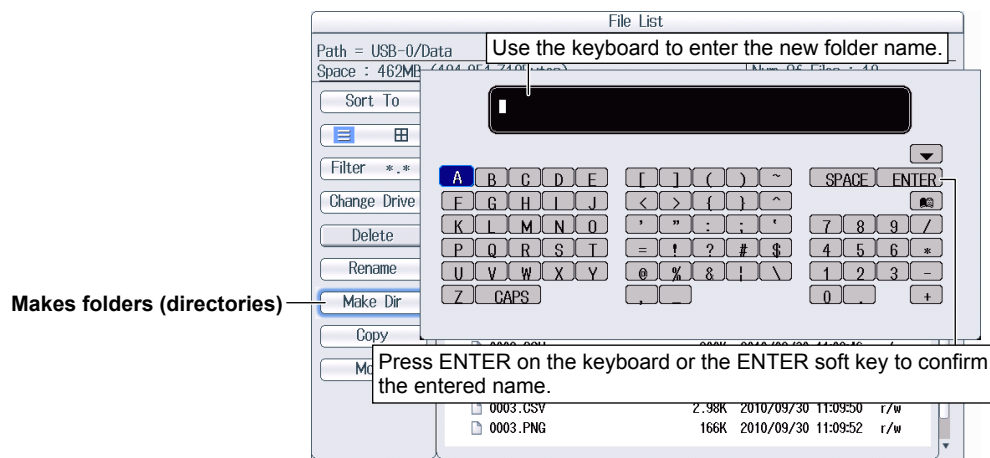 File List
Path = USB-0/Data
Use the keyboard to enter the new folder name.
Space : 462MB
Num Of Files : 10
Sort To
Filter *.*
Change Drive
Delete
Rename
Makes folders (directories)
Make Dir
Copy
A B C D E [ ] ( ) ~ SPACE ENTER
F G H I J < > { } ^
K L M N O ' " : ; ` 7 8 9 /
P Q R S T = ! ? # $ 4 5 6 *
U V W X Y @ % & ¦ \ 1 2 3 -
Z CAPS , _ 0 . +
Press ENTER on the keyboard or the ENTER soft key to confirm
the entered name.
0003.CSV 2.98K 2010/09/30 11:09:50 r/w
0003.PNG 166K 2010/09/30 11:09:52 r/w